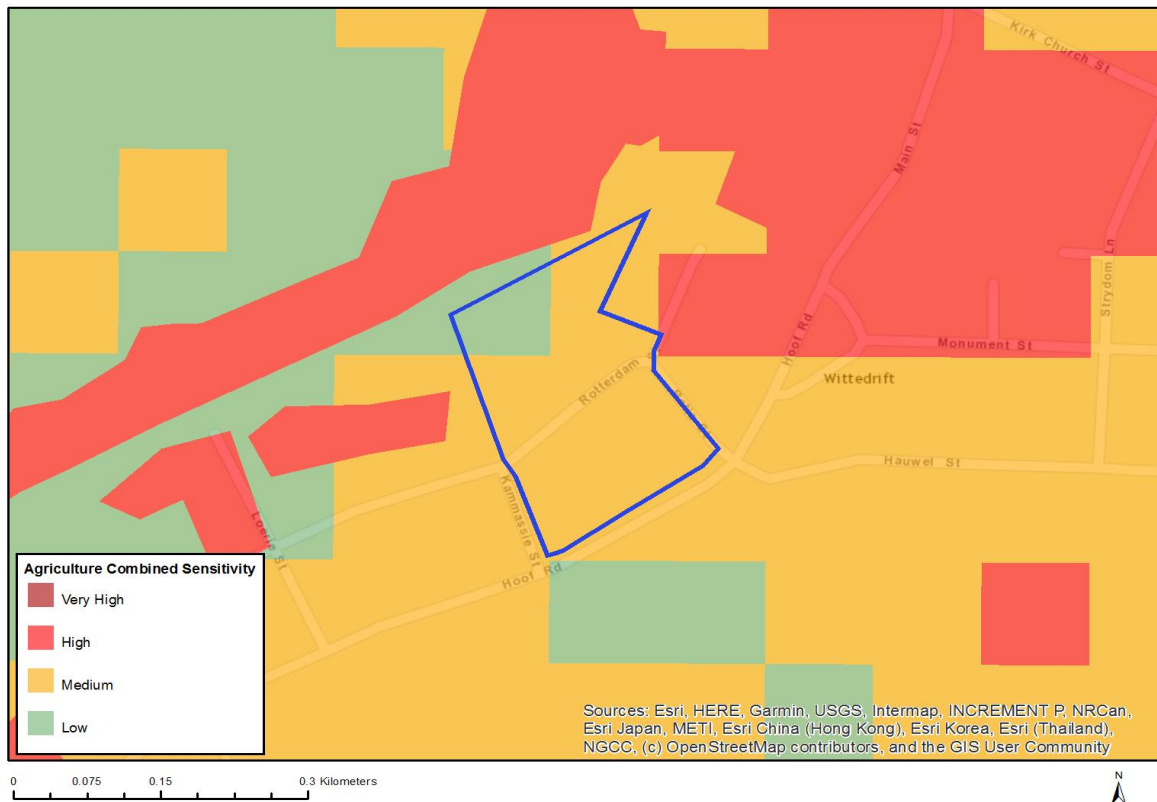 Kirk Church St
Main St
Strydom Ln
Hoof Rd
Monument St
Rotterdam St
Wittedrift
Hauwel St
Kammassie St
Loerie St
Hoof Rd
Agriculture Combined Sensitivity
Very High
High
Medium
Low
Sources: Esri, HERE, Garmin, USGS, Intermap, INCREMENT P, NRCan,
Esri Japan, METI, Esri China (Hong Kong), Esri Korea, Esri (Thailand),
NGCC, (c) OpenStreetMap contributors, and the GIS User Community
0 0.075 0.15 0.3 Kilometers
N